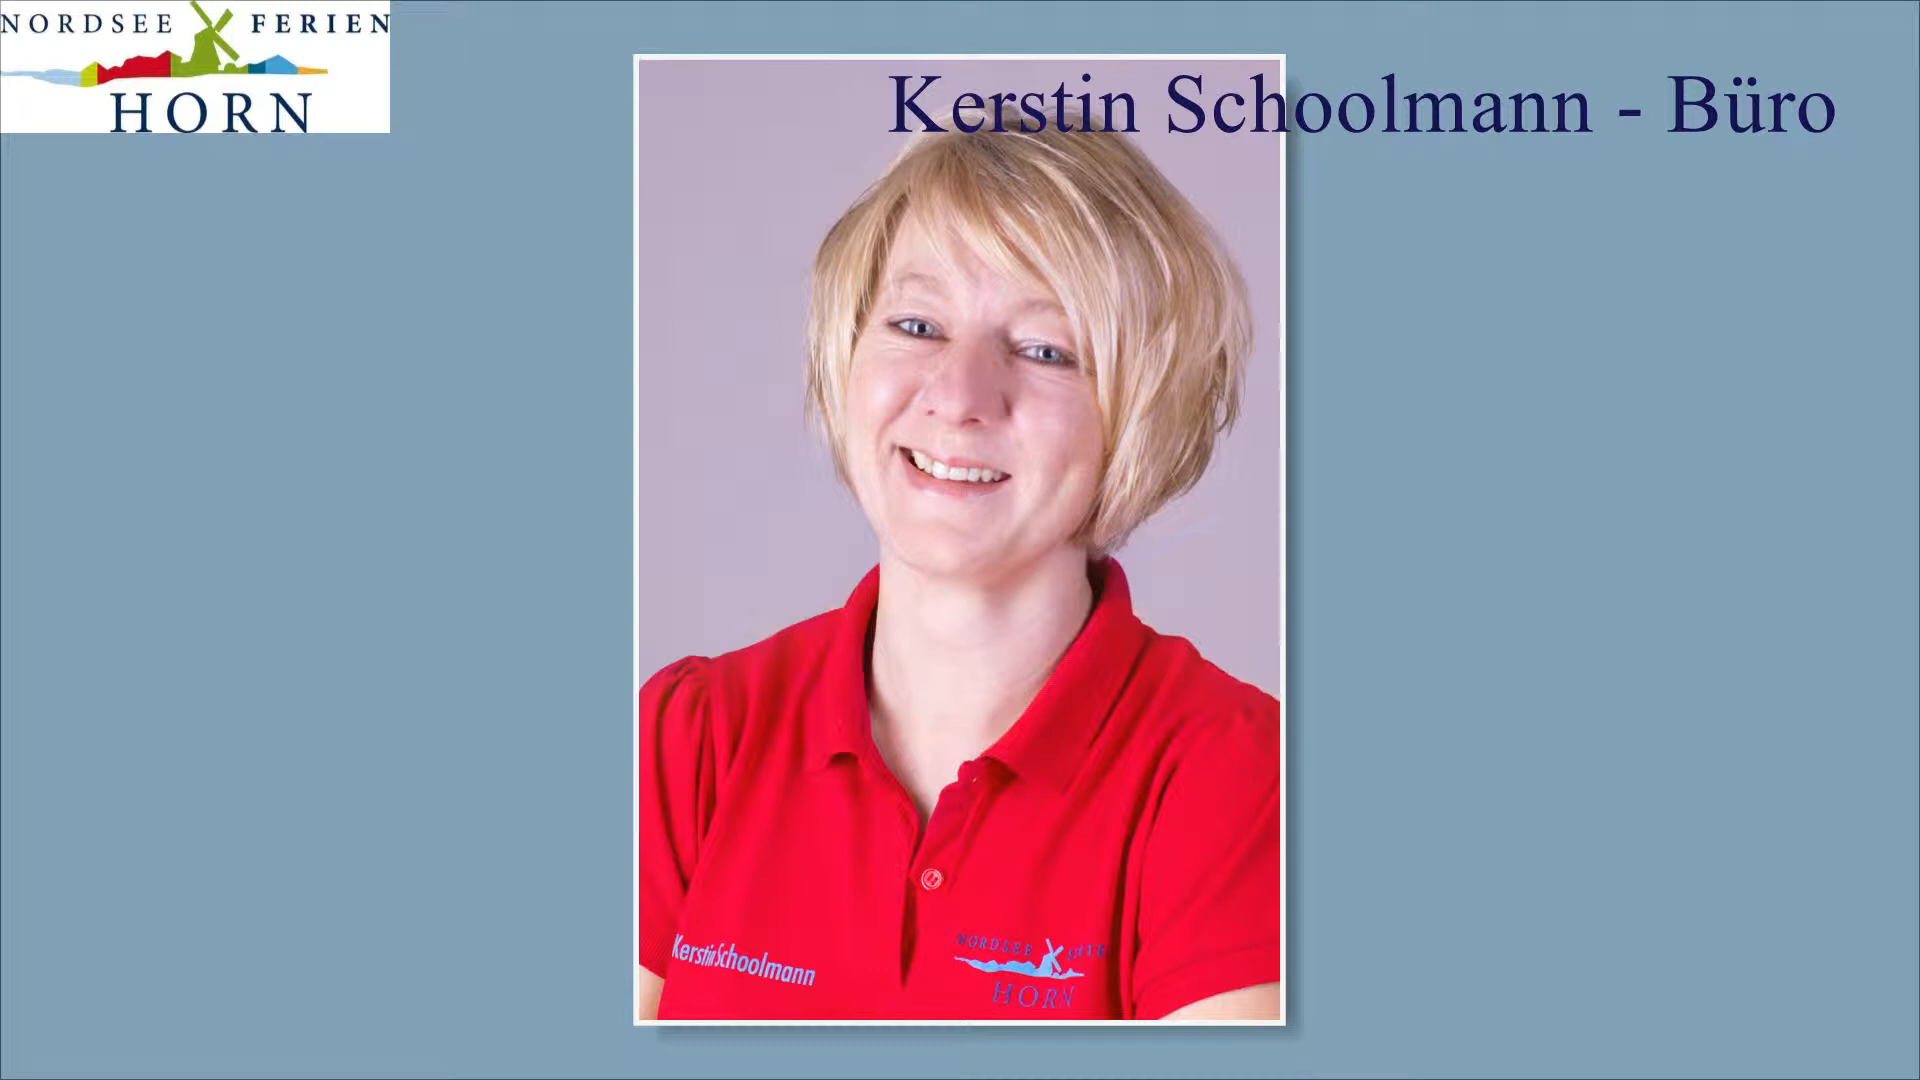 NORDSEE FERIEN
HORN
Kerstin Schoolmann - Büro
Kerstin Schoolmann
NORDSEE
HORN